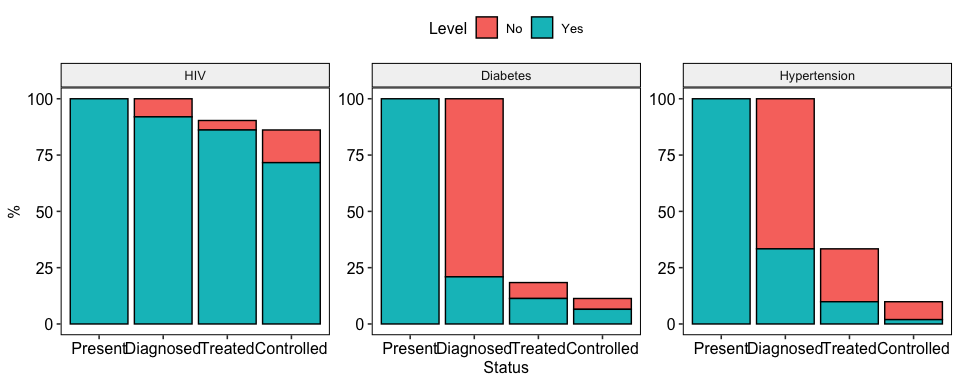 Level No Yes
HIV Diabetes Hypertension
100 100 100
75 75 75
50 50 50
25 25 25
0 0 0
%
Present Diagnosed Treated Controlled Present Diagnosed Treated Controlled Present Diagnosed Treated Controlled
Status